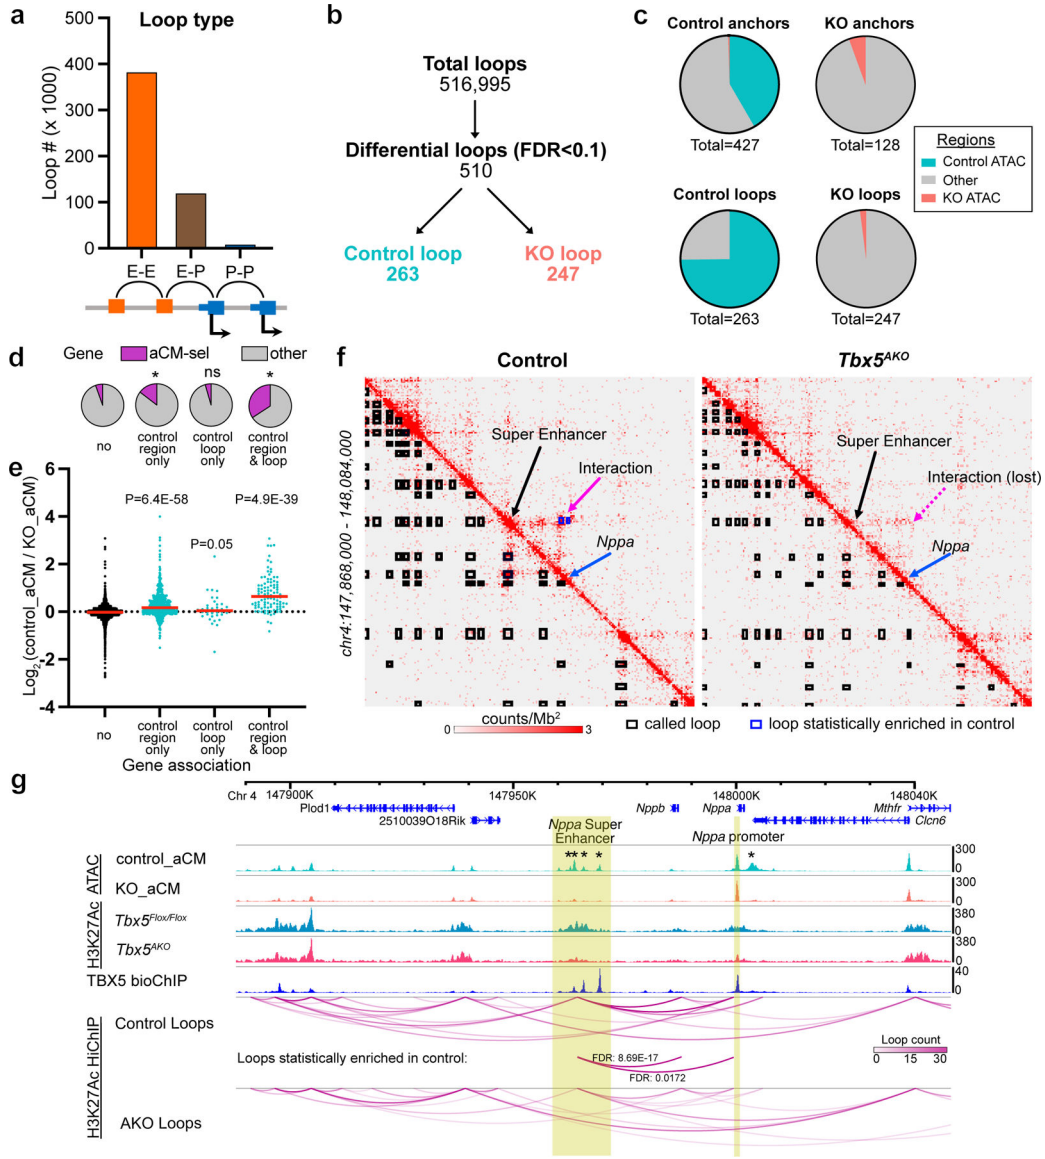 a
Loop type
Loop # (x 1000)
500
400
300
200
100
0
E-E
E-P
P-P
b
Total loops
516,995
Differential loops (FDR<0.1)
510
Control loop
263
KO loop
247
c
Control anchors
KO anchors
Total=427
Total=128
Control loops
KO loops
Total=263
Total=247
Regions
Control ATAC
Other
KO ATAC
d
Gene
aCM-sel
other
*
ns
*
no
control
region
only
control
loop
only
control
region
& loop
e
Log2(control_aCM / KO_aCM)
6
4
2
0
-2
-4
P=6.4E-58
P=0.05
P=4.9E-39
no
control
region
only
control
loop
only
control
region
& loop
Gene association
f
Control
Tbx5AKO
chr4:147,868,000 - 148,084,000
Super Enhancer
Interaction
Nppa
Super Enhancer
Interaction (lost)
Nppa
counts/Mb2
0
3
called loop
loop statistically enriched in control
g
Chr 4
147900K
147950K
148000K
148040K
Plod1
2510039O18Rik
Nppb
Nppa
Mthfr
Clcn6
Nppa Super
Enhancer
Nppa promoter
** * *
*
ATAC
control_aCM
300
0
KO_aCM
300
0
H3K27Ac
Tbx5Flox/Flox
380
0
Tbx5AKO
380
0
TBX5 bioChIP
40
0
H3K27Ac HiChIP
Control Loops
Loop count
0 15 30
Loops statistically enriched in control:
FDR: 8.69E-17
FDR: 0.0172
AKO Loops